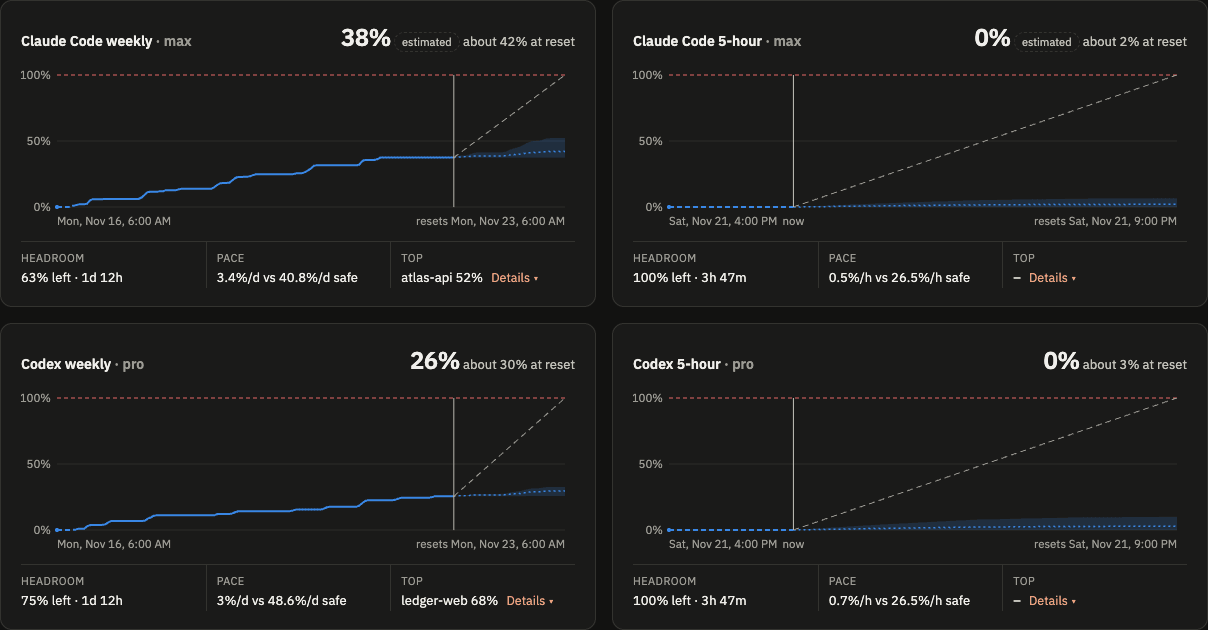 Claude Code weekly · max
38% estimated about 42% at reset
100%
50%
0%
Mon, Nov 16, 6:00 AM
resets Mon, Nov 23, 6:00 AM
HEADROOM
63% left · 1d 12h
PACE
3.4%/d vs 40.8%/d safe
TOP
atlas-api 52% Details ▾
Claude Code 5-hour · max
0% estimated about 2% at reset
100%
50%
0%
Sat, Nov 21, 4:00 PM now
resets Sat, Nov 21, 9:00 PM
HEADROOM
100% left · 3h 47m
PACE
0.5%/h vs 26.5%/h safe
TOP
– Details ▾
Codex weekly · pro
26% about 30% at reset
100%
50%
0%
Mon, Nov 16, 6:00 AM
resets Mon, Nov 23, 6:00 AM
HEADROOM
75% left · 1d 12h
PACE
3%/d vs 48.6%/d safe
TOP
ledger-web 68% Details ▾
Codex 5-hour · pro
0% about 3% at reset
100%
50%
0%
Sat, Nov 21, 4:00 PM now
resets Sat, Nov 21, 9:00 PM
HEADROOM
100% left · 3h 47m
PACE
0.7%/h vs 26.5%/h safe
TOP
– Details ▾